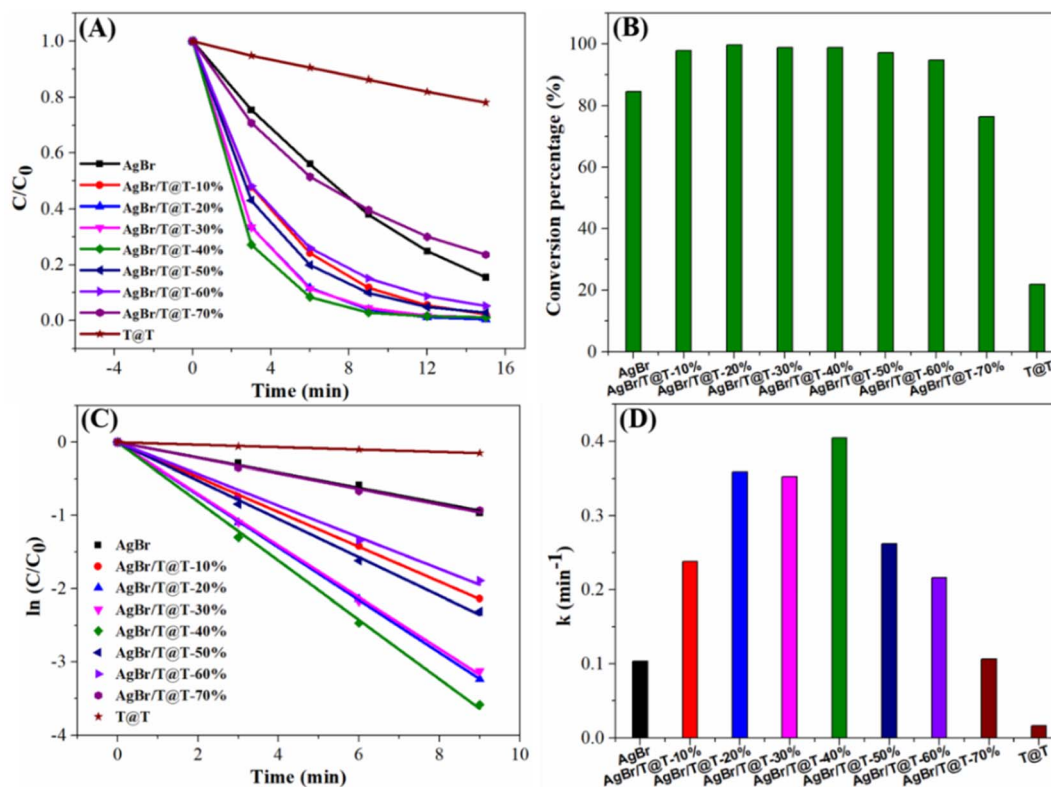 (A)
C/C0
1.0
0.8
0.6
0.4
0.2
0.0
AgBr
AgBr/T@T-10%
AgBr/T@T-20%
AgBr/T@T-30%
AgBr/T@T-40%
AgBr/T@T-50%
AgBr/T@T-60%
AgBr/T@T-70%
T@T
-4 0 4 8 12 16
Time (min)
(B)
Conversion percentage (%)
100
80
60
40
20
0
AgBr
AgBr/T@T-10%
AgBr/T@T-20%
AgBr/T@T-30%
AgBr/T@T-40%
AgBr/T@T-50%
AgBr/T@T-60%
AgBr/T@T-70%
T@T
(C)
ln (C/C0)
0
-1
-2
-3
-4
AgBr
AgBr/T@T-10%
AgBr/T@T-20%
AgBr/T@T-30%
AgBr/T@T-40%
AgBr/T@T-50%
AgBr/T@T-60%
AgBr/T@T-70%
T@T
0 2 4 6 8 10
Time (min)
(D)
k (min-1)
0.4
0.3
0.2
0.1
0.0
AgBr
AgBr/T@T-10%
AgBr/T@T-20%
AgBr/T@T-30%
AgBr/T@T-40%
AgBr/T@T-50%
AgBr/T@T-60%
AgBr/T@T-70%
T@T